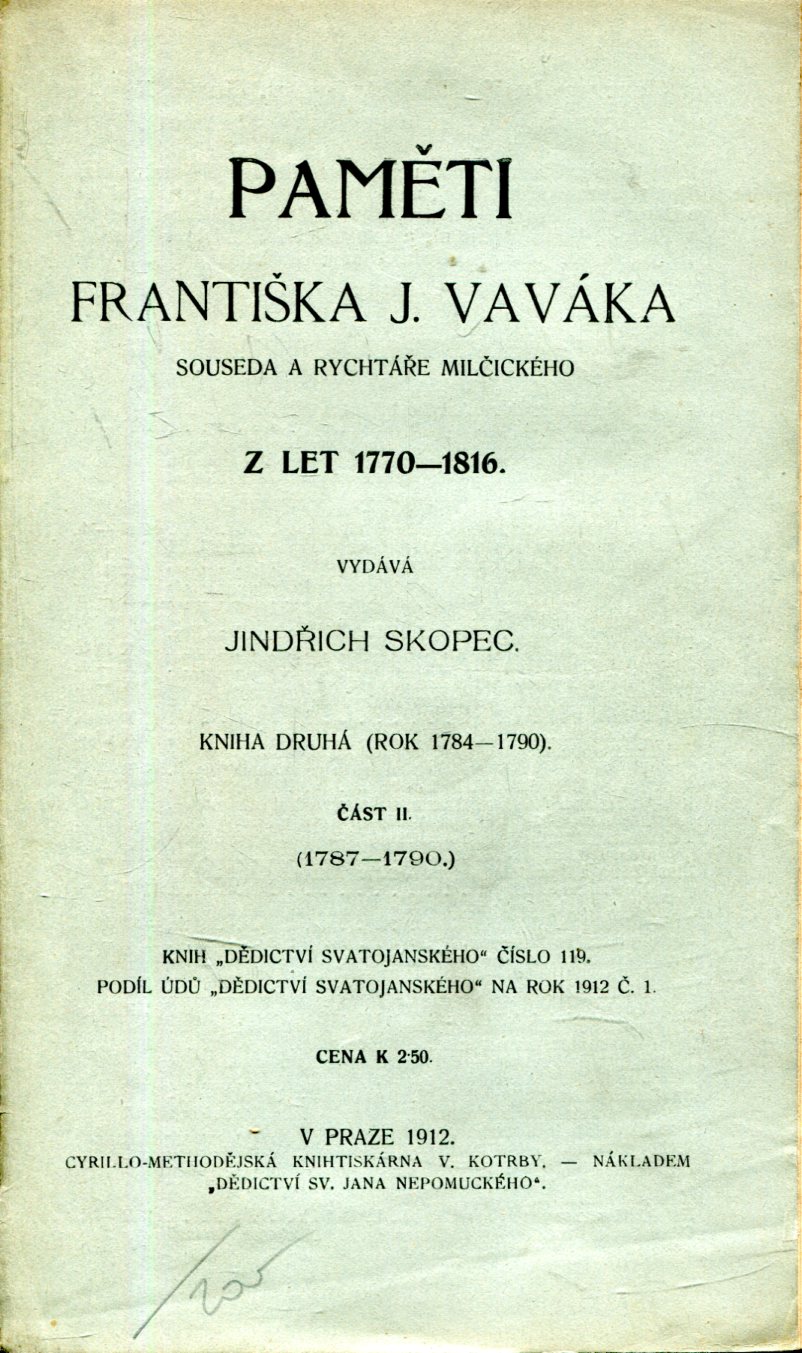 PAMĚTI
FRANTIŠKA J. VAVÁKA
SOUSEDA A RYCHTÁŘE MILČICKÉHO
Z LET 1770—1816.
VYDÁVÁ
JINDŘICH SKOPEC.
KNIHA DRUHÁ (ROK 1784—1790).
ČÁST II.
(1787—1790.)
KNIH „DĚDICTVÍ SVATOJANSKÉHO“ ČÍSLO 119.
PODÍL ÚDŮ „DĚDICTVÍ SVATOJANSKÉHO“ NA ROK 1912 Č. 1.
CENA K 2·50.
V PRAZE 1912.
CYRILLO-METHODĚJSKÁ KNIHTISKÁRNA V. KOTRBY. — NÁKLADEM
„DĚDICTVÍ SV. JANA NEPOMUCKÉHO“.